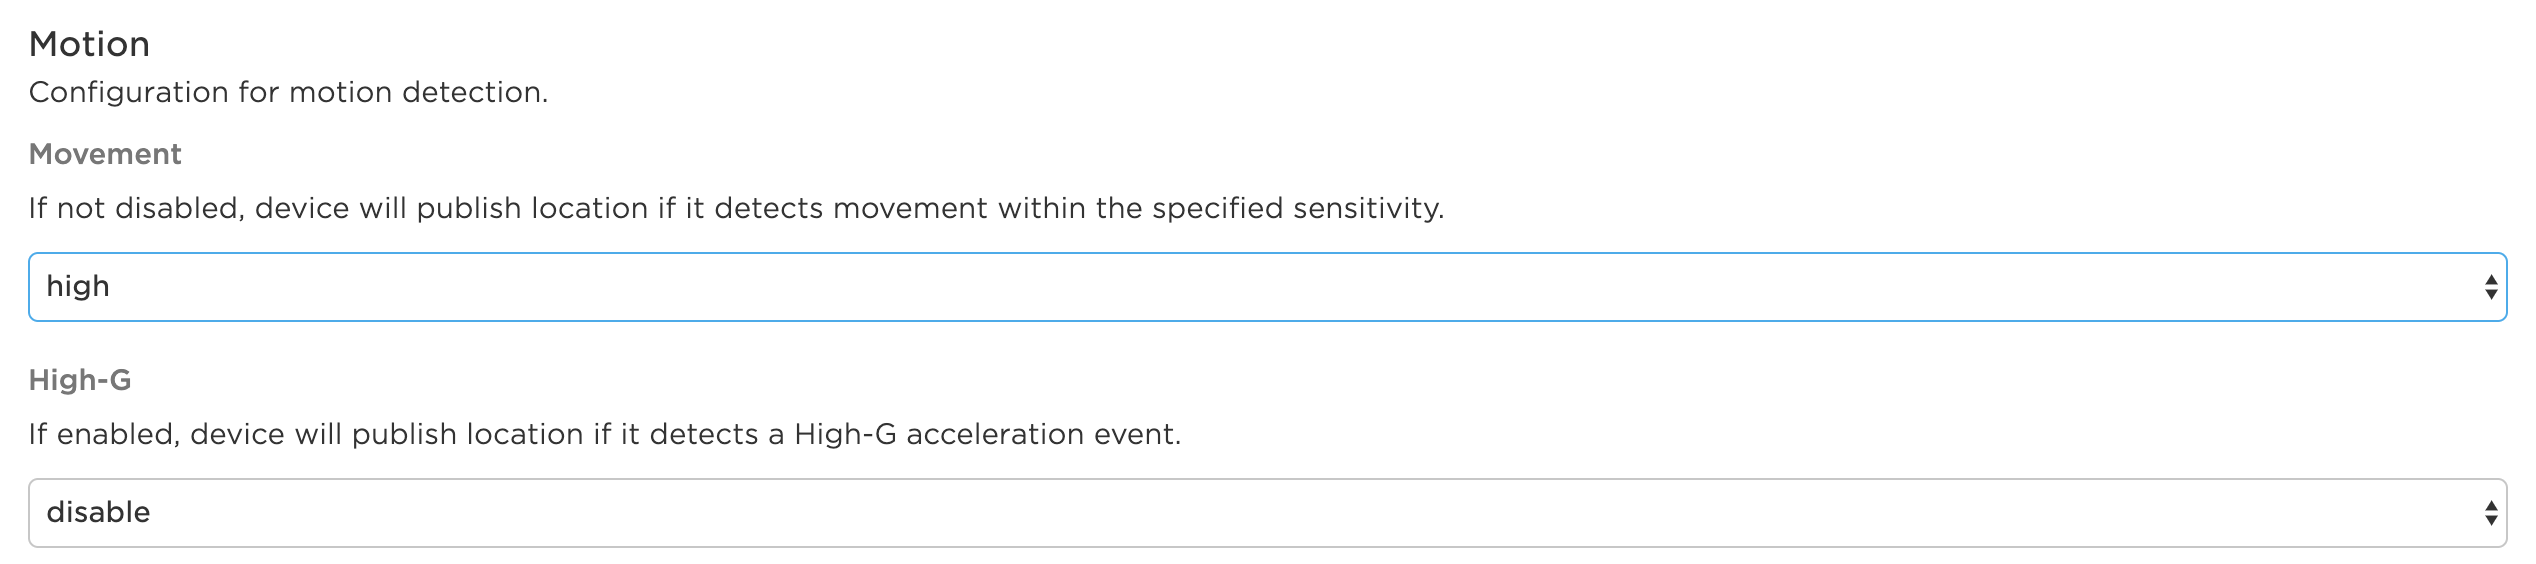 Motion
Configuration for motion detection.
Movement
If not disabled, device will publish location if it detects movement within the specified sensitivity.
high
High-G
If enabled, device will publish location if it detects a High-G acceleration event.
disable